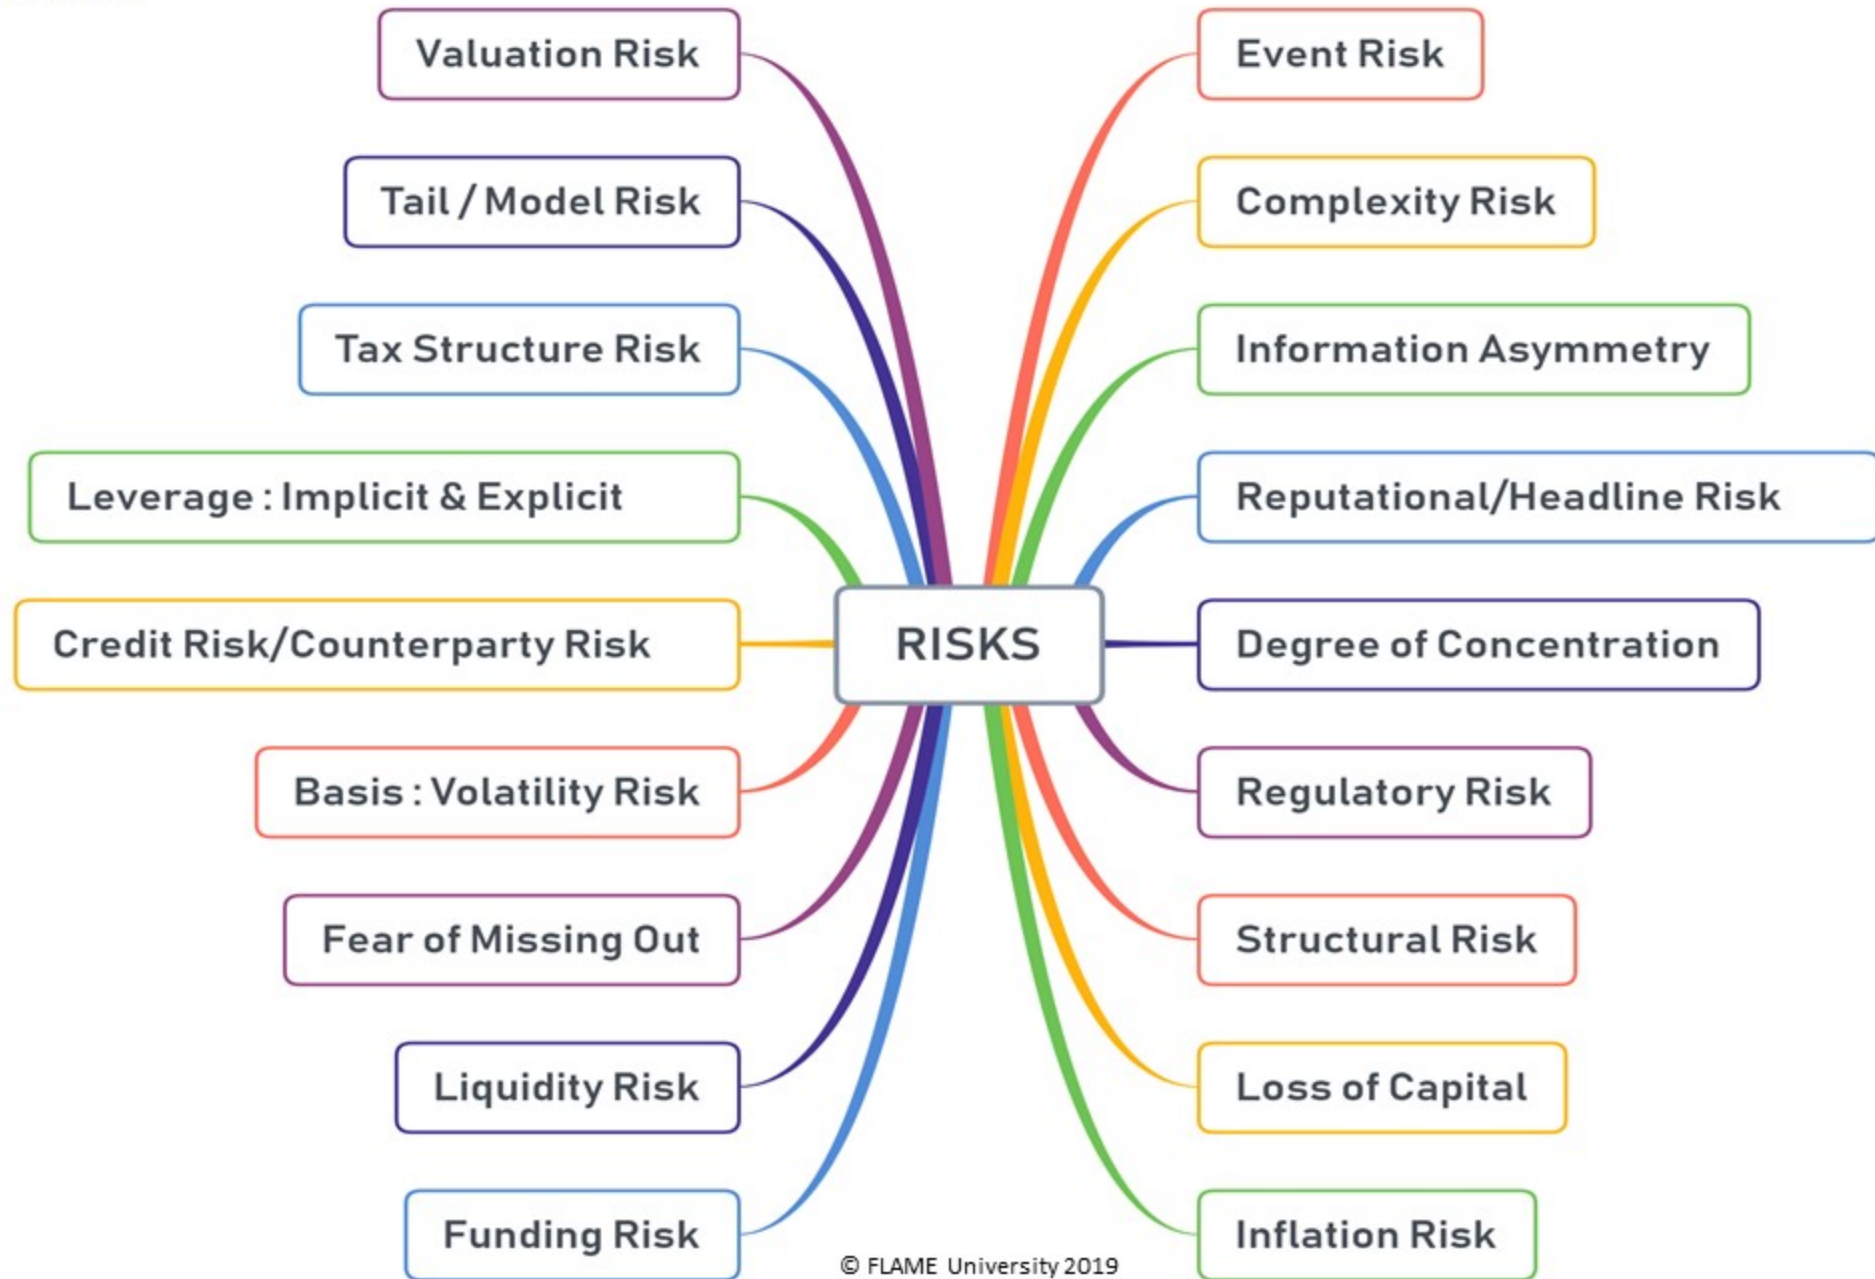 Valuation Risk
Tail / Model Risk
Tax Structure Risk
Leverage : Implicit & Explicit
Credit Risk/Counterparty Risk
Basis : Volatility Risk
Fear of Missing Out
Liquidity Risk
Funding Risk
RISKS
Event Risk
Complexity Risk
Information Asymmetry
Reputational/Headline Risk
Degree of Concentration
Regulatory Risk
Structural Risk
Loss of Capital
Inflation Risk
© FLAME University 2019